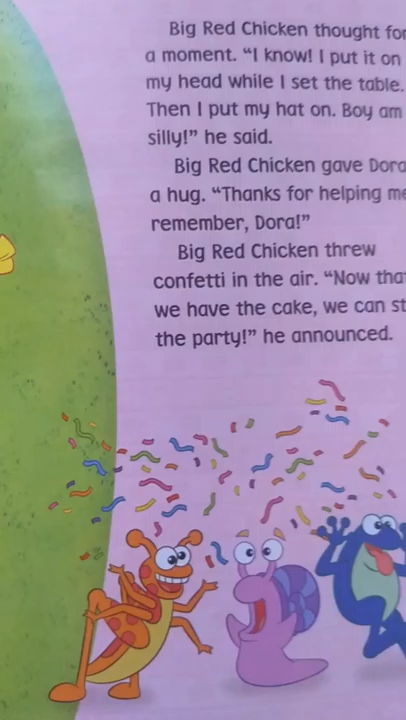 Big Red Chicken thought for
a moment. “I know! I put it on
my head while I set the table.
Then I put my hat on. Boy am
silly!” he said.
Big Red Chicken gave Dora
a hug. “Thanks for helping me
remember, Dora!”
Big Red Chicken threw
confetti in the air. “Now that
we have the cake, we can st
the party!” he announced.